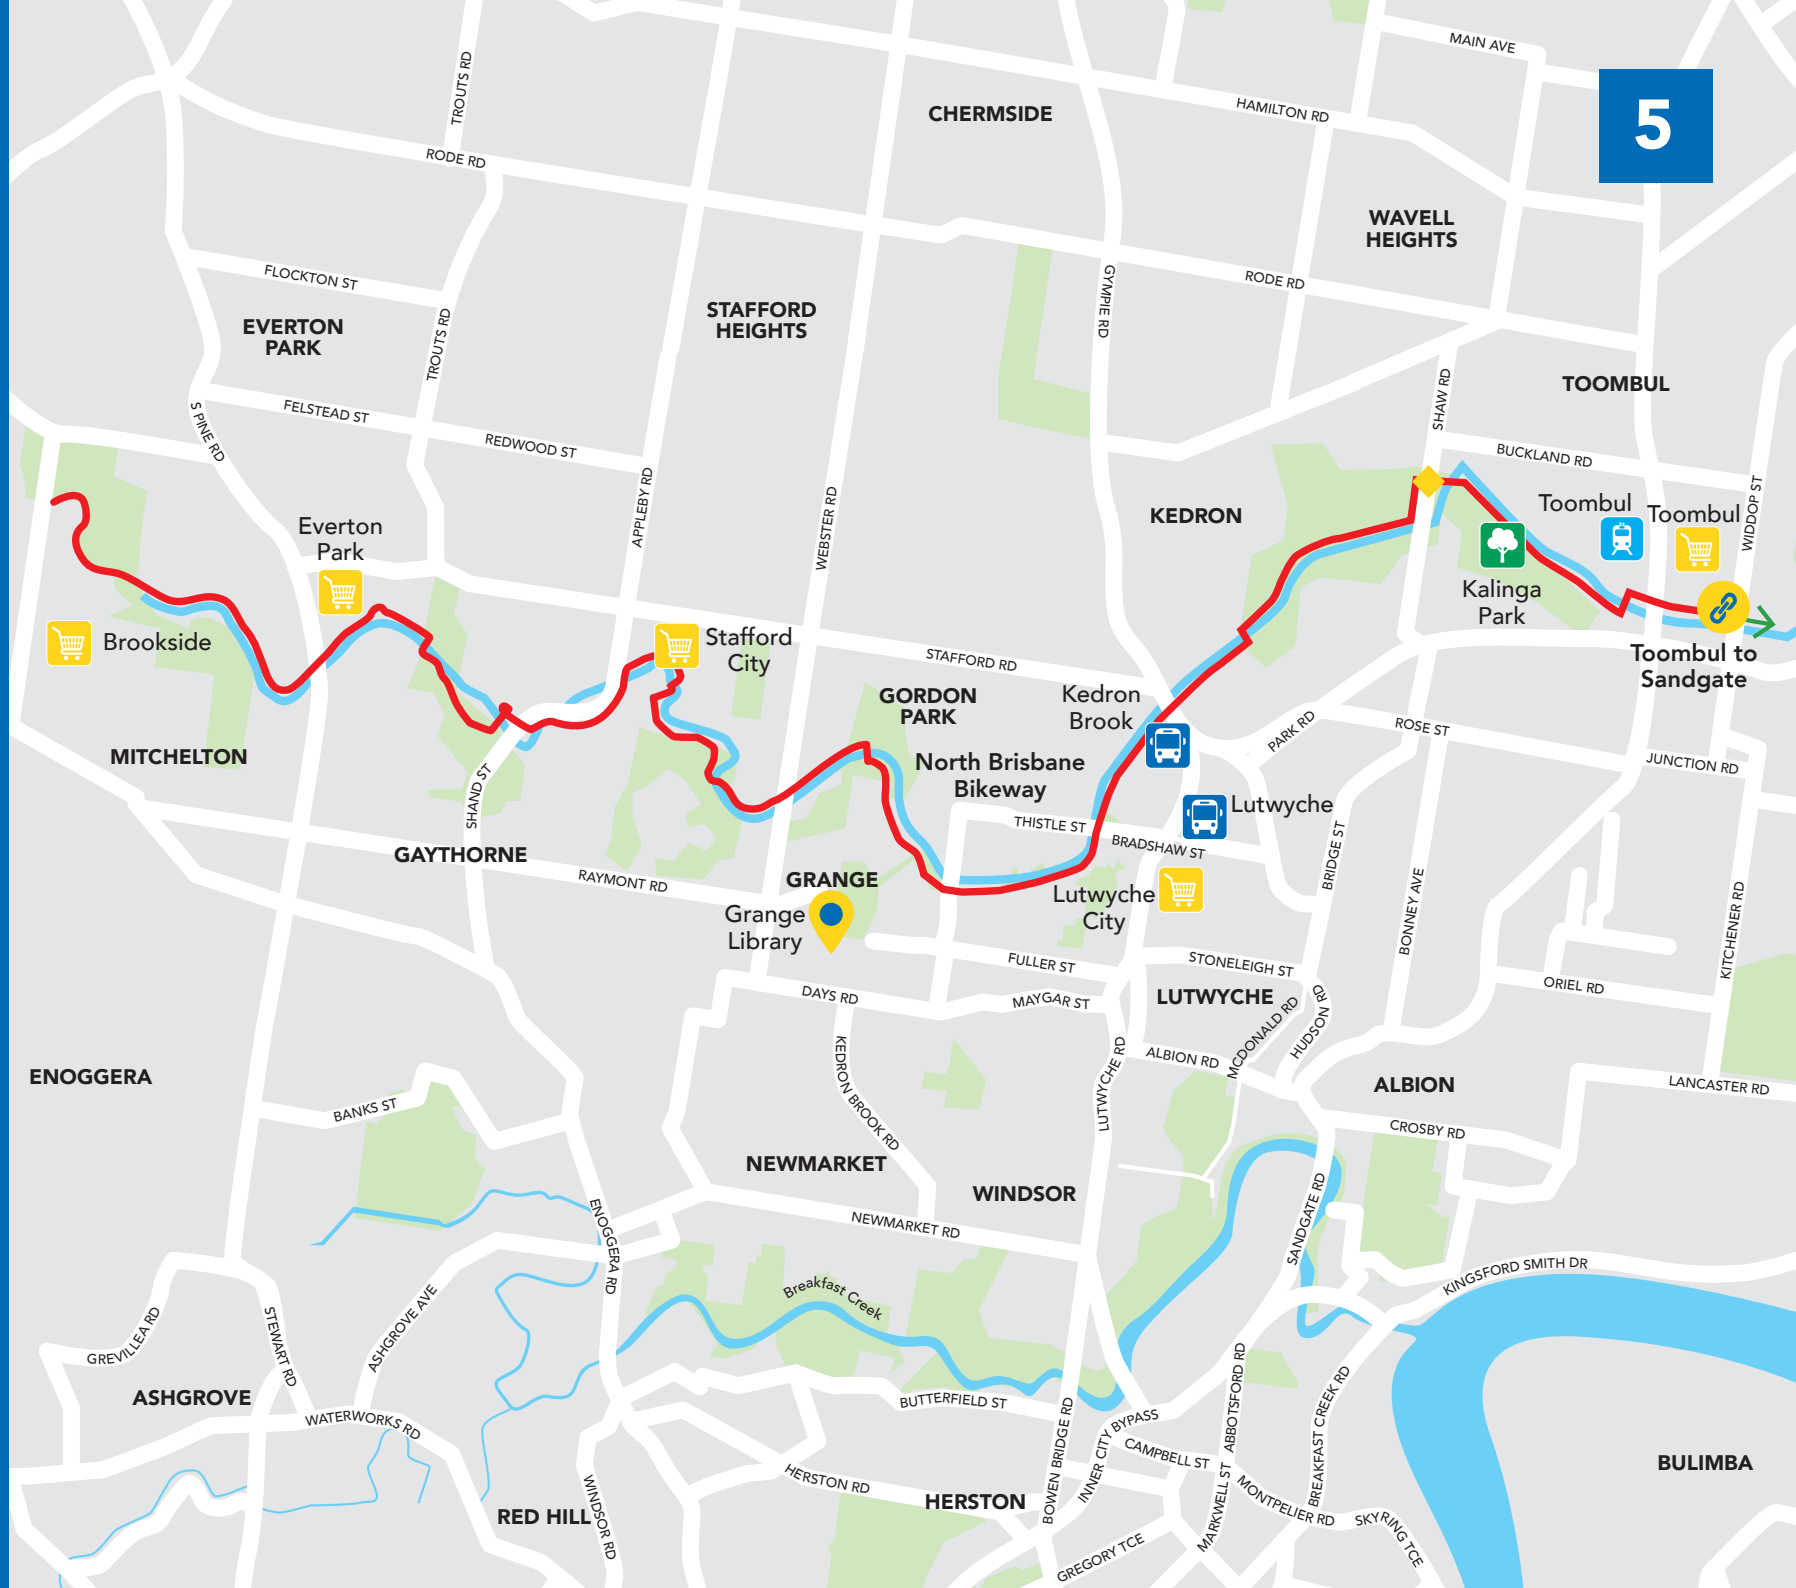 MAIN AVE
5
TROUTS RD
CHERMSIDE
HAMILTON RD
RODE RD
WAVELL
HEIGHTS
FLOCKTON ST
GYMPIE RD
RODE RD
EVERTON
PARK
TROUTS RD
STAFFORD
HEIGHTS
TOOMBUL
SHAW RD
S PINE RD
FELSTEAD ST
REDWOOD ST
BUCKLAND RD
APPLEBY RD
WEBSTER RD
KEDRON
Toombul
Toombul
WIDDOP ST
Everton
Park
Kalinga
Park
Brookside
Stafford
City
STAFFORD RD
Toombul to
Sandgate
GORDON
PARK
Kedron
Brook
PARK RD
ROSE ST
MITCHELTON
North Brisbane
Bikeway
JUNCTION RD
SHAND ST
THISTLE ST
Lutwyche
BRADSHAW ST
BRIDGE ST
GAYTHORNE
RAYMONT RD
GRANGE
Grange
Library
Lutwyche
City
BONNEY AVE
KITCHENER RD
FULLER ST
STONELEIGH ST
DAYS RD
MAYGAR ST
LUTWYCHE
ORIEL RD
MCDONALD RD
HUDSON RD
KEDRON BROOK RD
LUTWYCHE RD
ALBION RD
ENOGGERA
ALBION
LANCASTER RD
BANKS ST
CROSBY RD
NEWMARKET
WINDSOR
ENOGGERA RD
NEWMARKET RD
SANDGATE RD
KINGSFORD SMITH DR
Breakfast Creek
GREVILLEA RD
STEWART RD
ASHGROVE AVE
ASHGROVE
WATERWORKS RD
BUTTERFIELD ST
ABBOTSFORD RD
BREAKFAST CREEK RD
BOWEN BRIDGE RD
INNER CITY BYPASS
CAMPBELL ST
BULIMBA
HERSTON RD
HERSTON
RED HILL
WINDSOR RD
MARKWELL ST
MONTPELIER RD
SKYRING TCE
GREGORY TCE